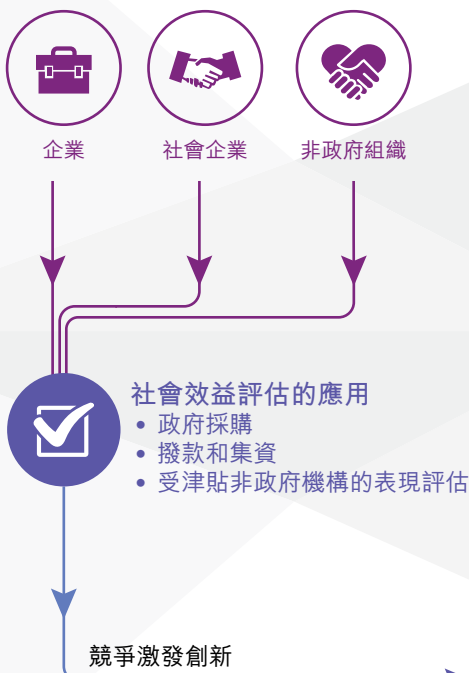 企業
社會企業
非政府組織
社會效益評估的應用
• 政府採購
• 撥款和集資
• 受津貼非政府機構的表現評估
競爭激發創新